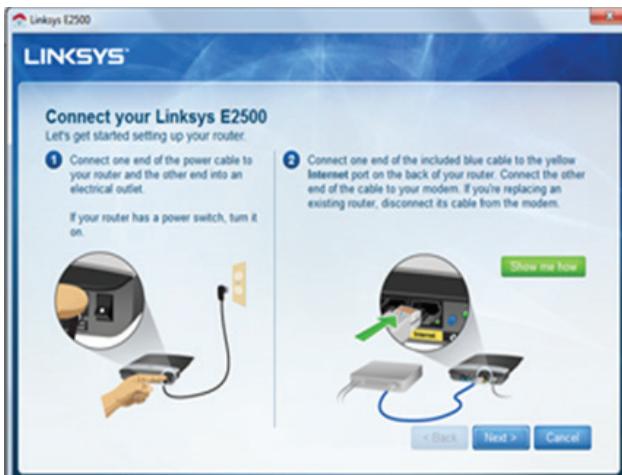 Linksys E2500
LINKSYS
Connect your Linksys E2500
Let's get started setting up your router.
1
Connect one end of the power cable to
your router and the other end into an
electrical outlet.
If your router has a power switch, turn it
on.
2
Connect one end of the included blue cable to the yellow
Internet port on the back of your router. Connect the other
end of the cable to your modem. If you're replacing an
existing router, disconnect its cable from the modem.
Show me how
Internet
< Back
Next >
Cancel